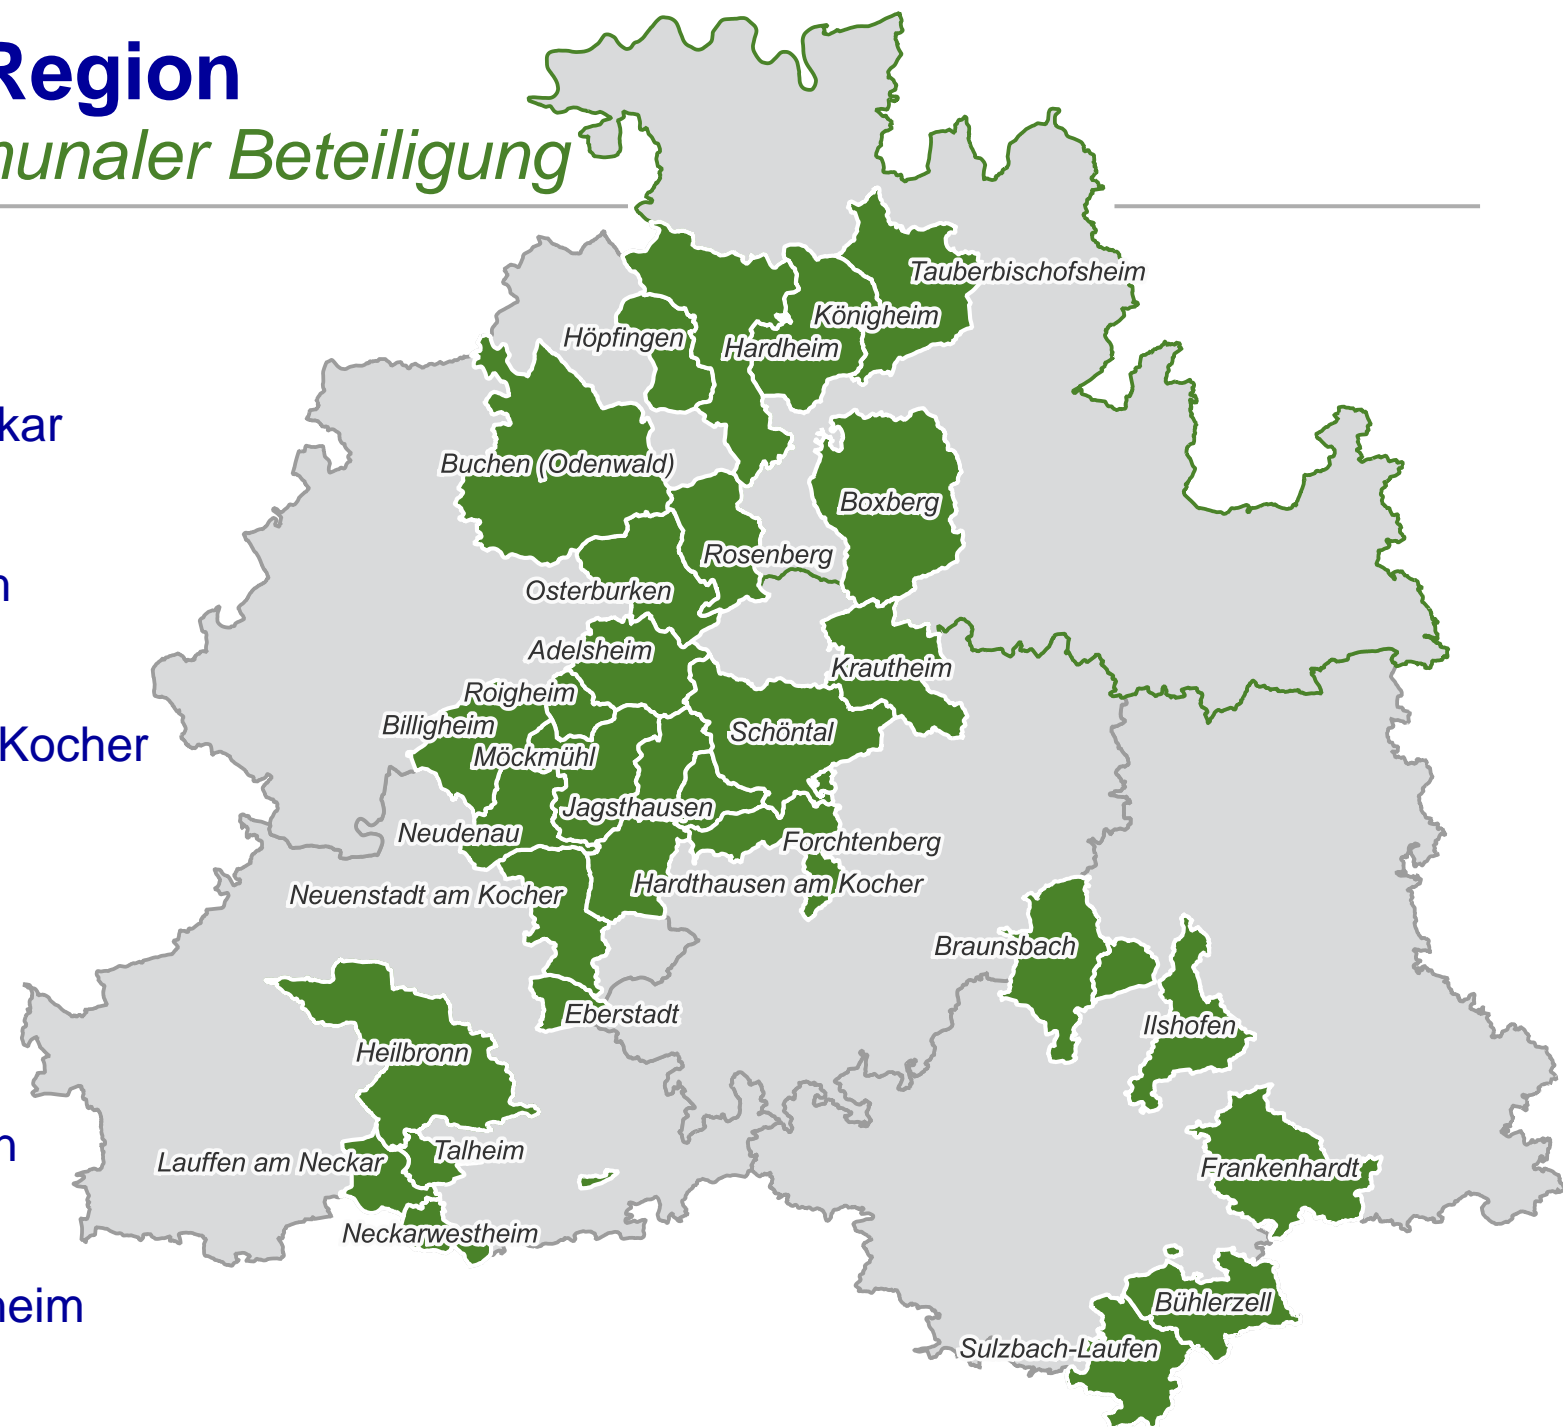 Region
munaler Beteiligung
kar
n
Kocher
n
heim
Tauberbischofsheim
Königheim
Höpfingen
Hardheim
Buchen (Odenwald)
Boxberg
Rosenberg
Osterburken
Adelsheim
Krautheim
Roigheim
Billigheim
Schöntal
Möckmühl
Jagsthausen
Neudenau
Forchtenberg
Hardthausen am Kocher
Neuenstadt am Kocher
Braunsbach
Eberstadt
Ilshofen
Heilbronn
Talheim
Lauffen am Neckar
Frankenhardt
Neckarwestheim
Bühlerzell
Sulzbach-Laufen